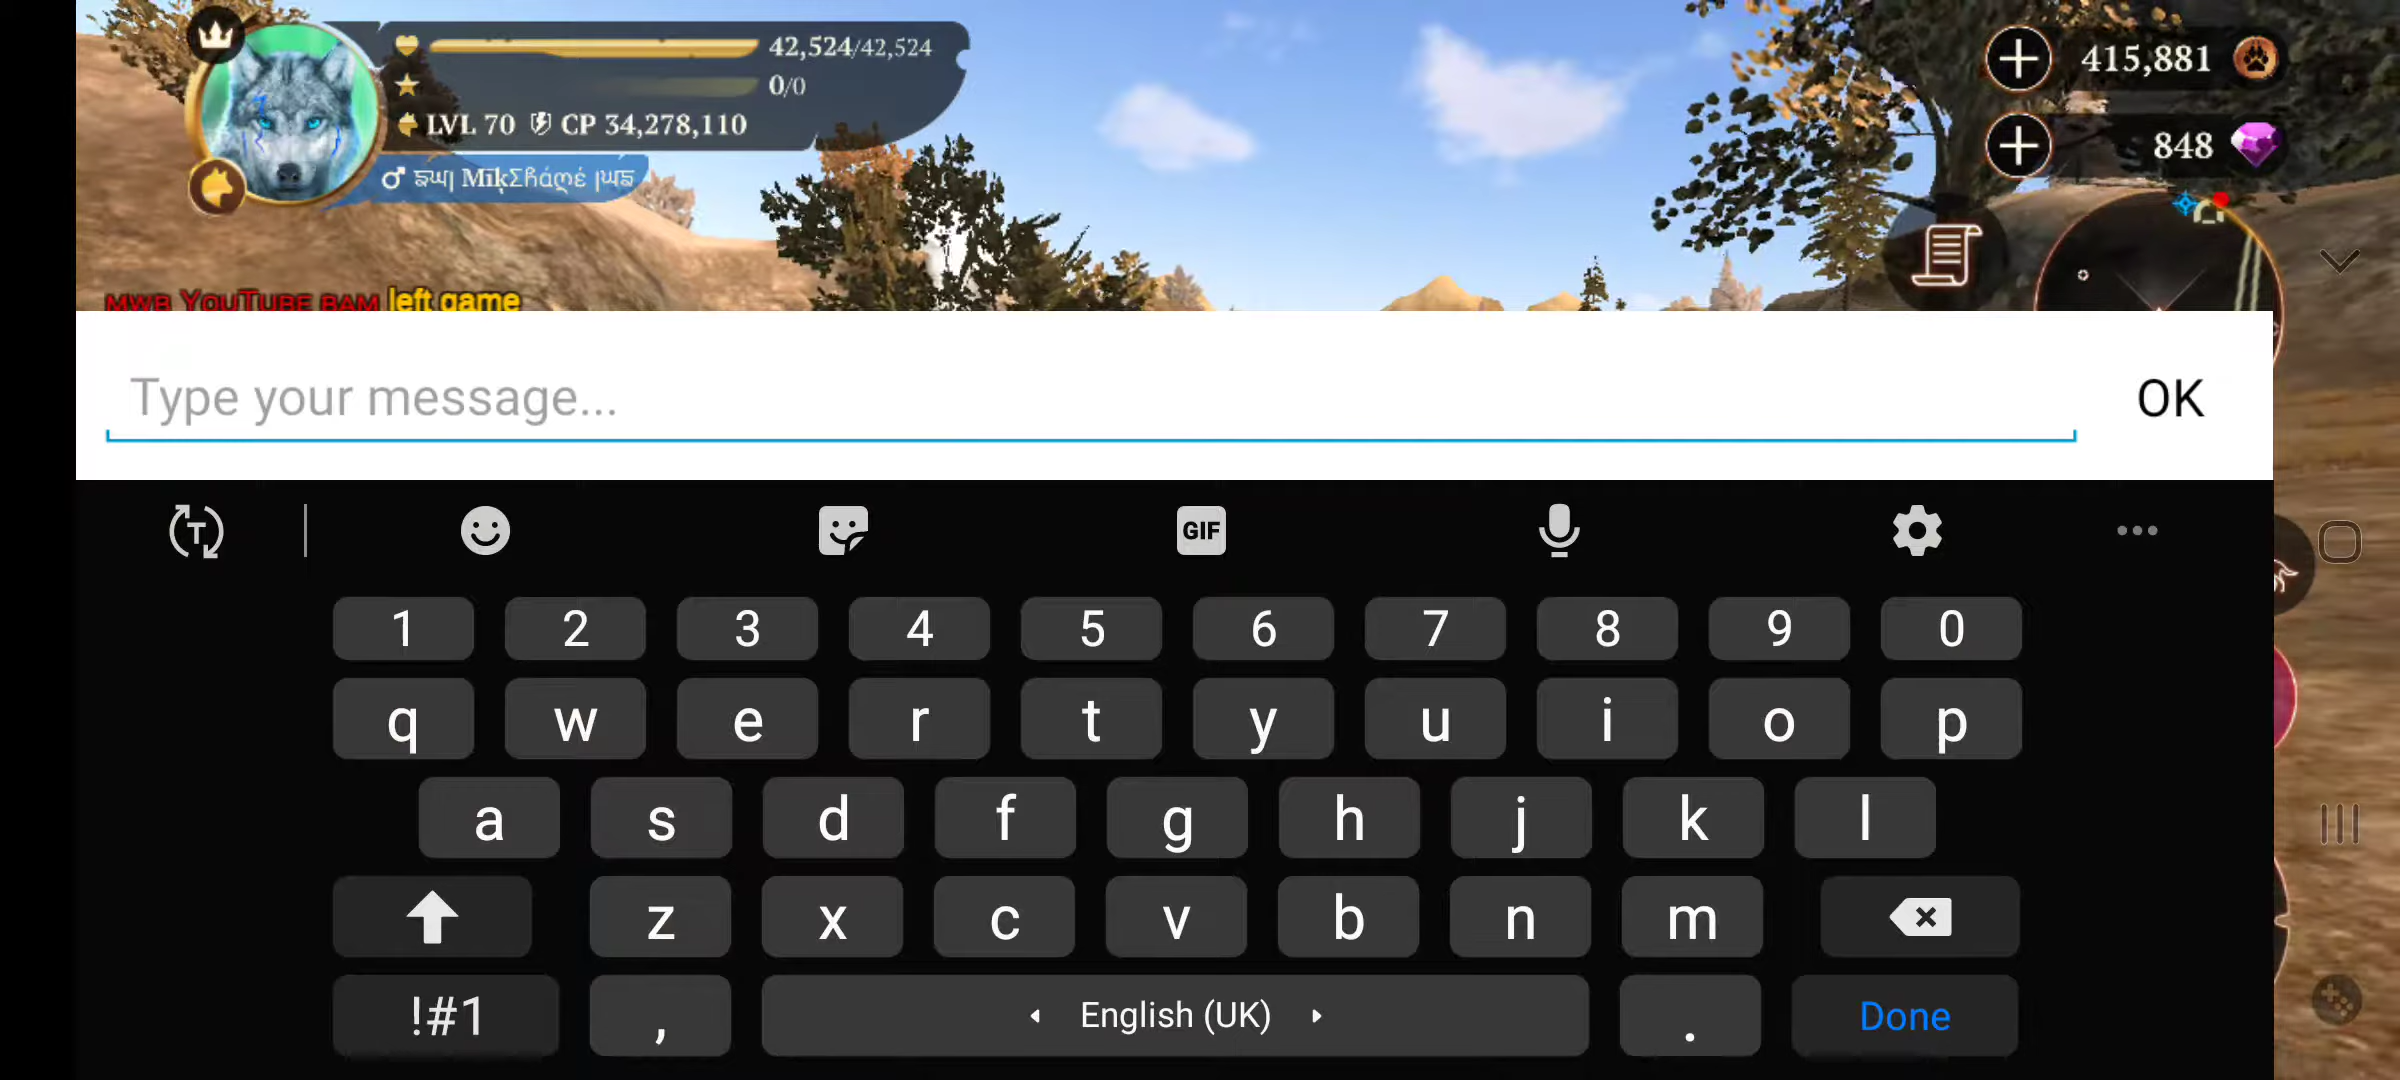 42,524/42,524
0/0
LVL 70 CP 34,278,110
415,881
848
MWB YOUTUBE BAM left game
Type your message...
OK
GIF
1 2 3 4 5 6 7 8 9 0
q w e r t y u i o p
a s d f g h j k l
z x c v b n m
!#1 , English (UK) . Done